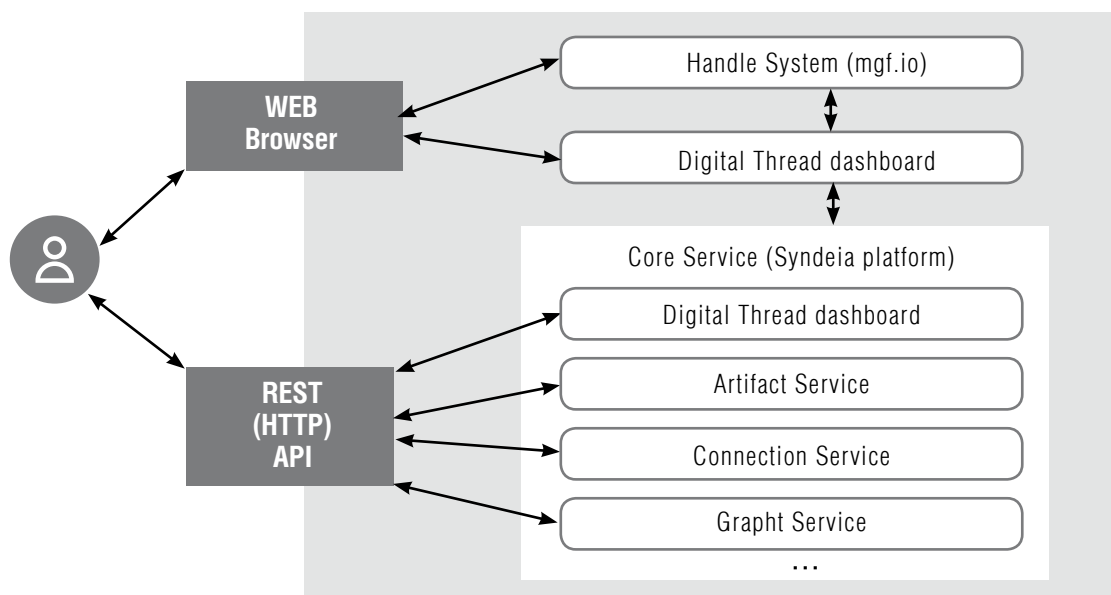 Handle System (mgf.io)
WEB
Browser
Digital Thread dashboard
Core Service (Syndeia platform)
Digital Thread dashboard
Artifact Service
REST
(HTTP)
API
Connection Service
Grapht Service
...